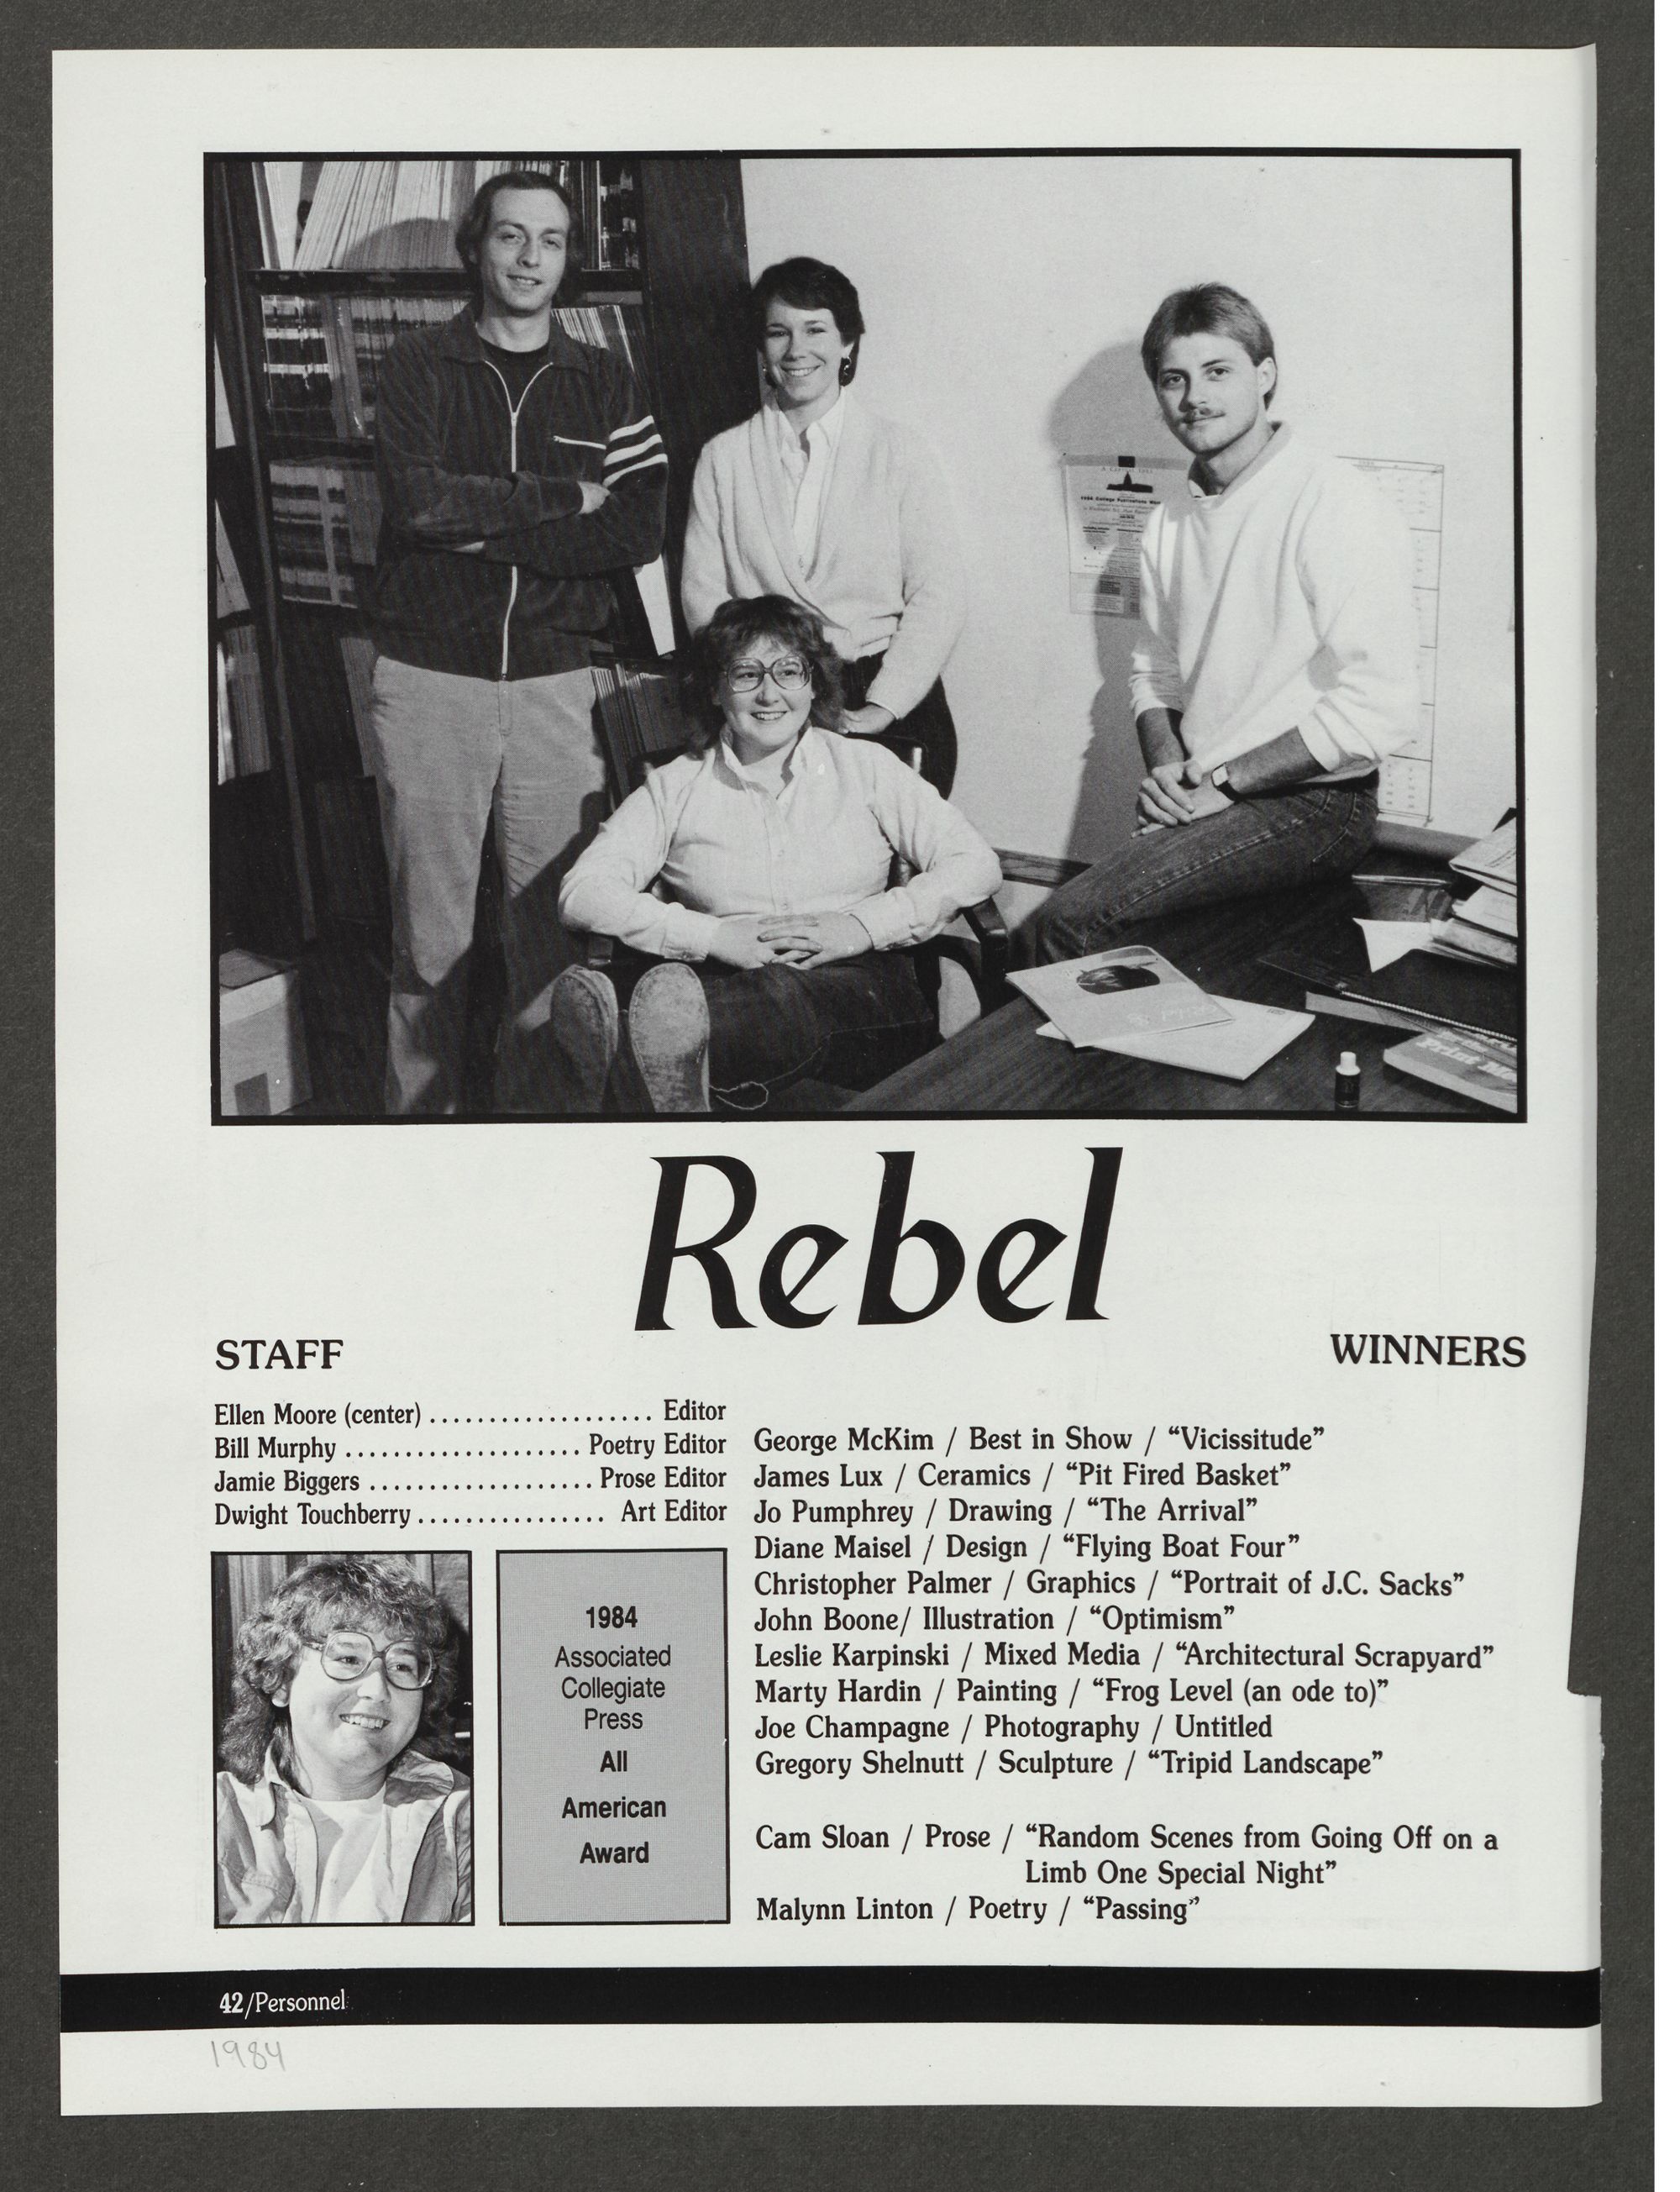 Rebel
STAFF
Ellen Moore (center) .................... Editor
Bill Murphy ..................... Poetry Editor
Jamie Biggers .................... Prose Editor
Dwight Touchberry ................ Art Editor
1984
Associated
Collegiate
Press
All
American
Award
WINNERS
George McKim / Best in Show / “Vicissitude”
James Lux / Ceramics / “Pit Fired Basket”
Jo Pumphrey / Drawing / “The Arrival”
Diane Maisel / Design / “Flying Boat Four”
Christopher Palmer / Graphics / “Portrait of J.C. Sacks”
John Boone/ Illustration / “Optimism”
Leslie Karpinski / Mixed Media / “Architectural Scrapyard”
Marty Hardin / Painting / “Frog Level (an ode to)”
Joe Champagne / Photography / Untitled
Gregory Shelnutt / Sculpture / “Tripid Landscape”
Cam Sloan / Prose / “Random Scenes from Going Off on a
Limb One Special Night”
Malynn Linton / Poetry / “Passing”
42/Personnel
1984